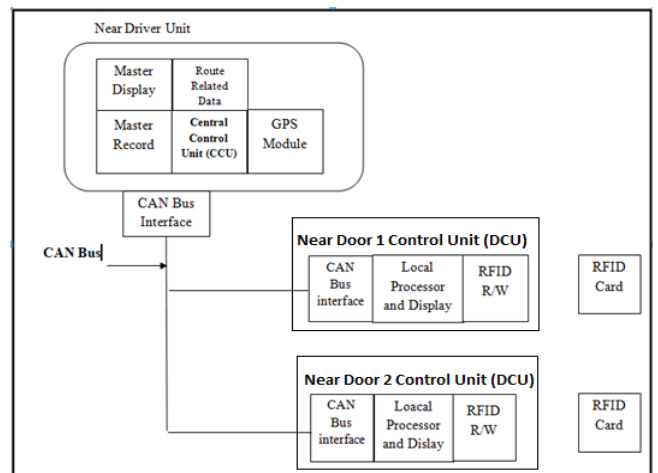 Near Driver Unit
Master
Display
Route
Related
Data
Master
Record
Central
Control
Unit (CCU)
GPS
Module
CAN Bus
Interface
CAN Bus
Near Door 1 Control Unit (DCU)
CAN
Bus
interface
Local
Processor
and Display
RFID
R/W
RFID
Card
Near Door 2 Control Unit (DCU)
CAN
Bus
interface
Loacal
Processor
and Dislay
RFID
R/W
RFID
Card